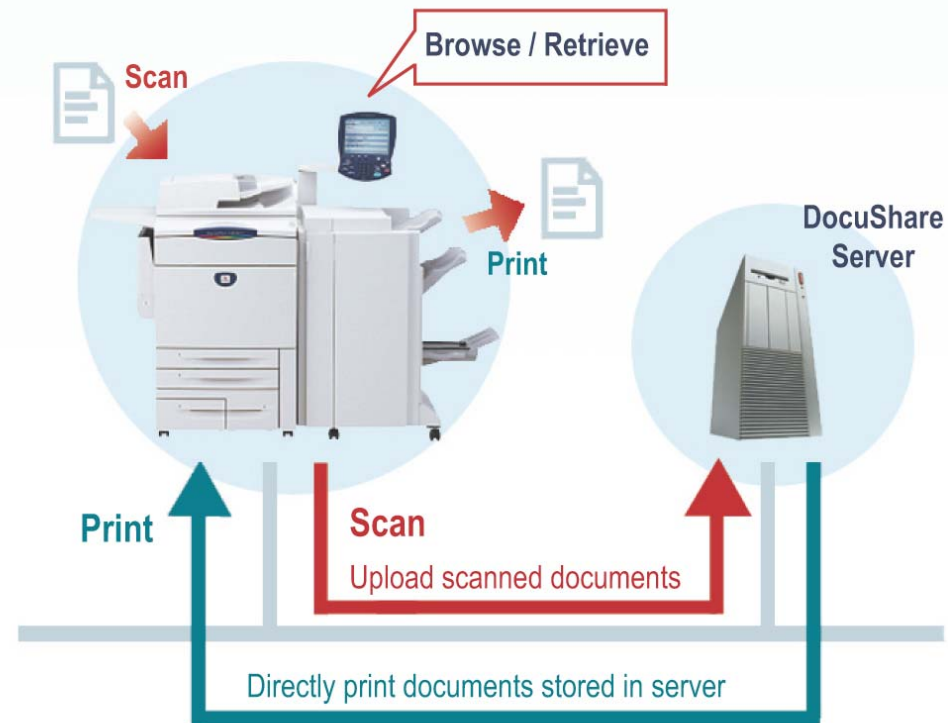 Browse / Retrieve
Scan
Print
DocuShare
Server
Print
Scan
Upload scanned documents
Directly print documents stored in server